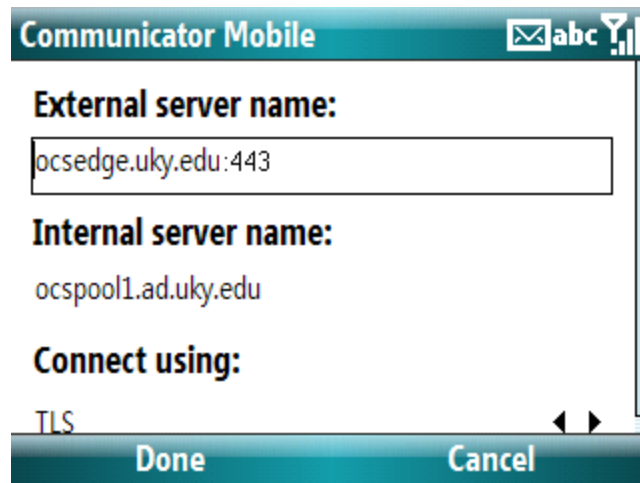 Communicator Mobile abc
External server name:
ocsedge.uky.edu:443
Internal server name:
ocspool1.ad.uky.edu
Connect using:
TLS
Done Cancel